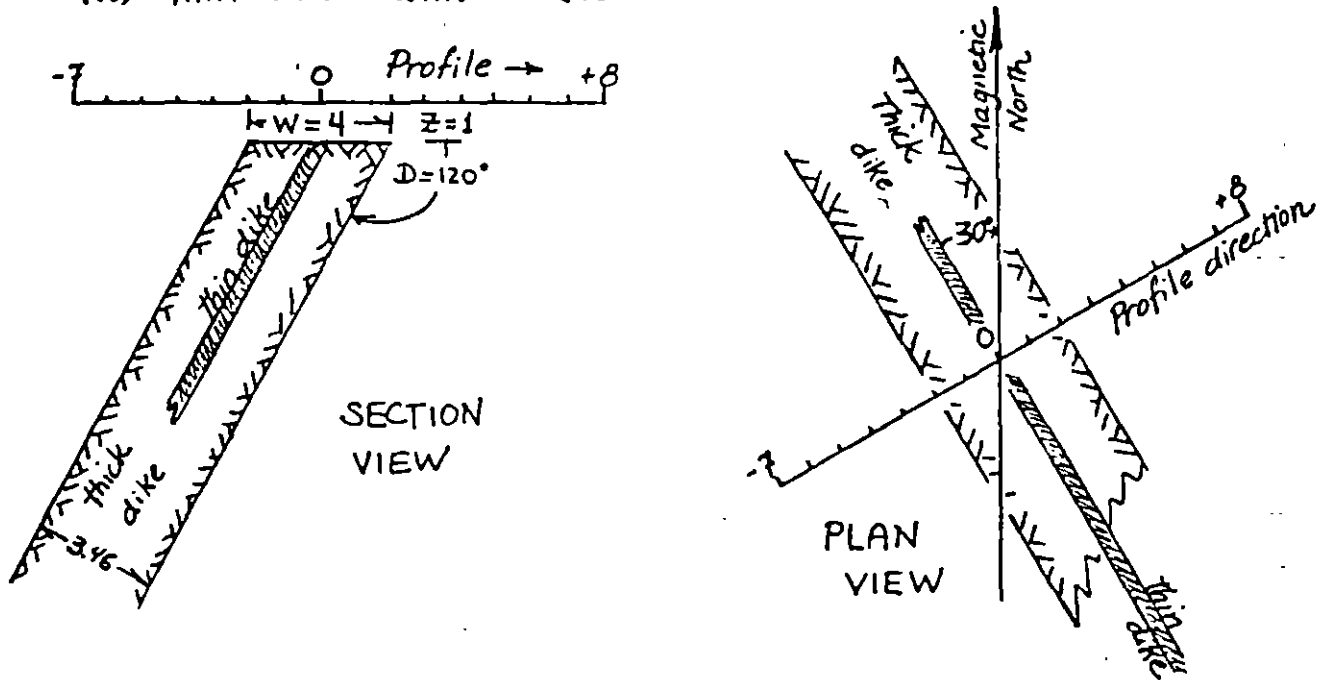 -7 0 Profile → +8
W=4 Z=1
D=120°
thin dike
thick
dike
3.46
SECTION
VIEW
Magnetic
North
Thick
dike
30°
0
+8
Profile direction
-7
PLAN
VIEW
thin
dike